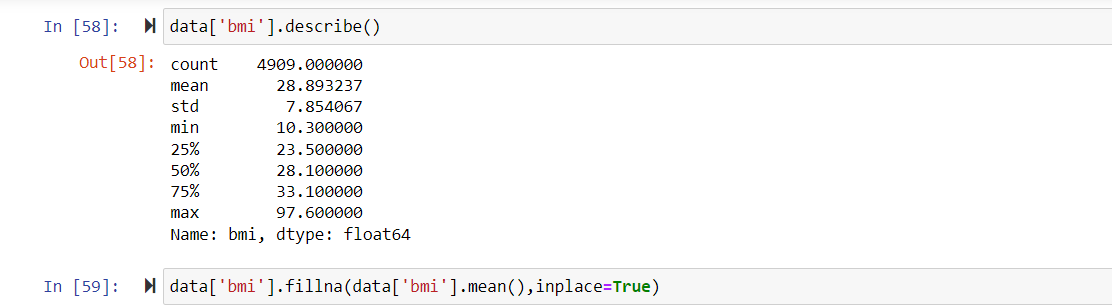 In [58]: data['bmi'].describe()
Out[58]: count    4909.000000
mean       28.893237
std         7.854067
min        10.300000
25%        23.500000
50%        28.100000
75%        33.100000
max        97.600000
Name: bmi, dtype: float64
In [59]: data['bmi'].fillna(data['bmi'].mean(),inplace=True)